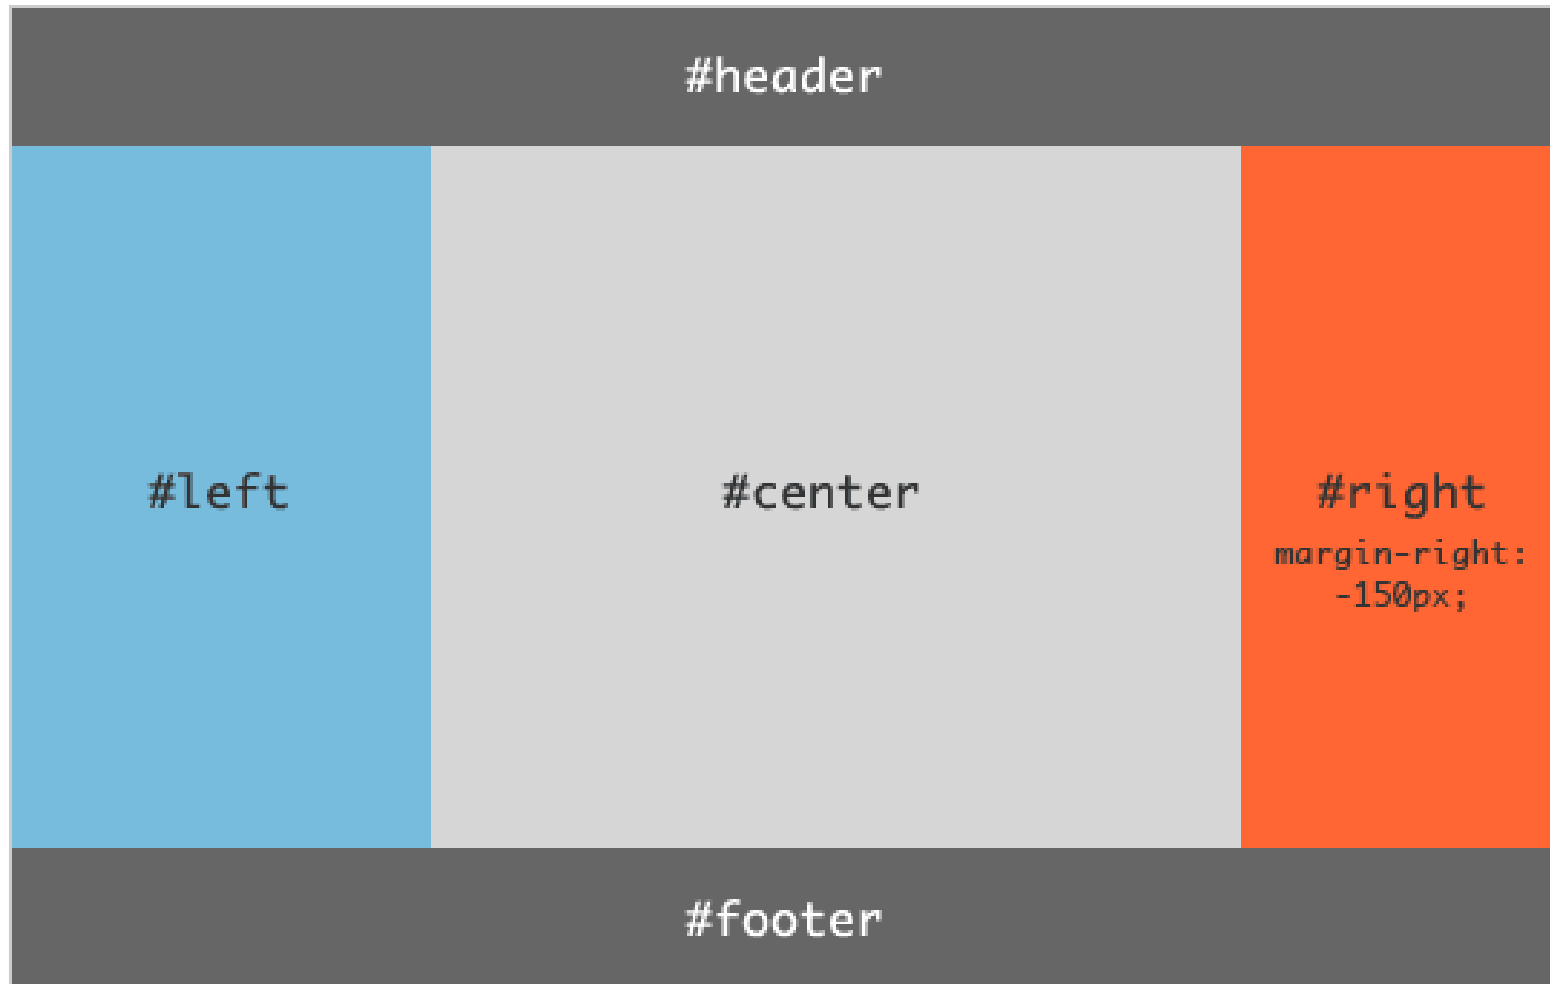 #header
#left
#center
#right
margin-right:
-150px;
#footer